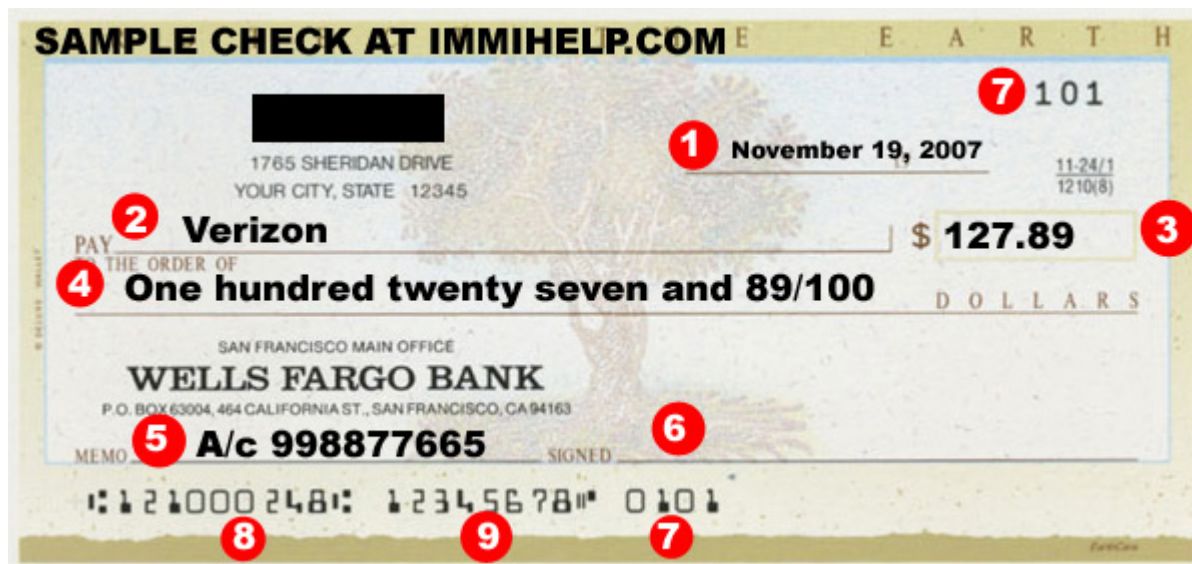 SAMPLE CHECK AT IMMIHELP.COM E E A R T H
7 101
1 November 19, 2007
1765 SHERIDAN DRIVE
YOUR CITY, STATE 12345
11-24/1
1210(8)
2 Verizon
PAY $ 127.89 3
TO THE ORDER OF
4 One hundred twenty seven and 89/100
DOLLARS
SAN FRANCISCO MAIN OFFICE
WELLS FARGO BANK
P.O. BOX 63004, 464 CALIFORNIA ST., SAN FRANCISCO, CA 94163
MEMO 5 A/c 998877665 SIGNED 6
⑆121000248⑆ 12345678⑈ 0101
8 9 7